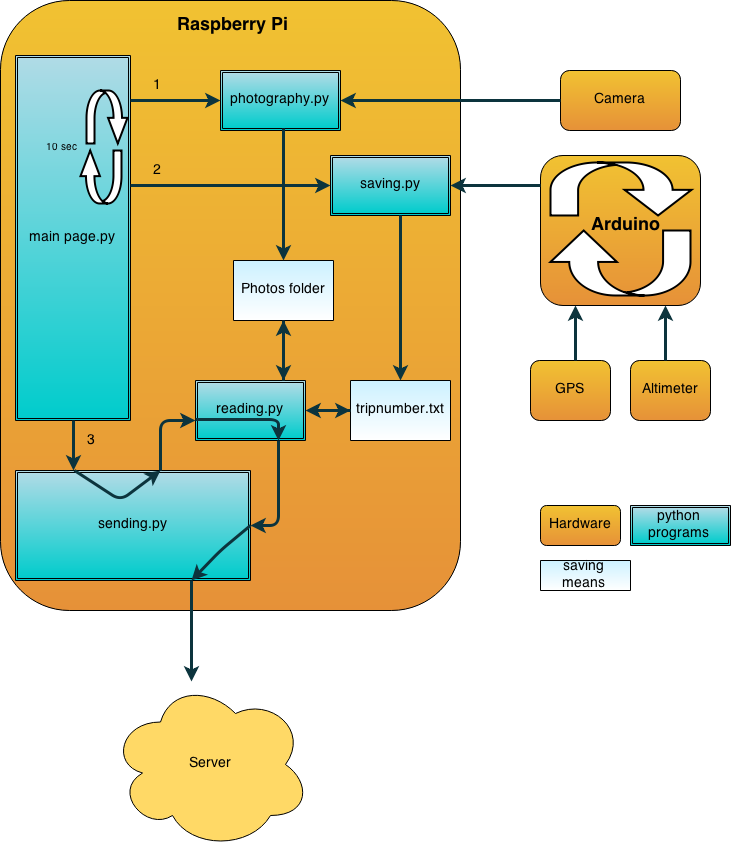 Raspberry Pi
1
photography.py
Camera
10 sec
2
saving.py
Arduino
main page.py
Photos folder
GPS
Altimeter
reading.py
tripnumber.txt
3
sending.py
Hardware
python
programs
saving
means
Server